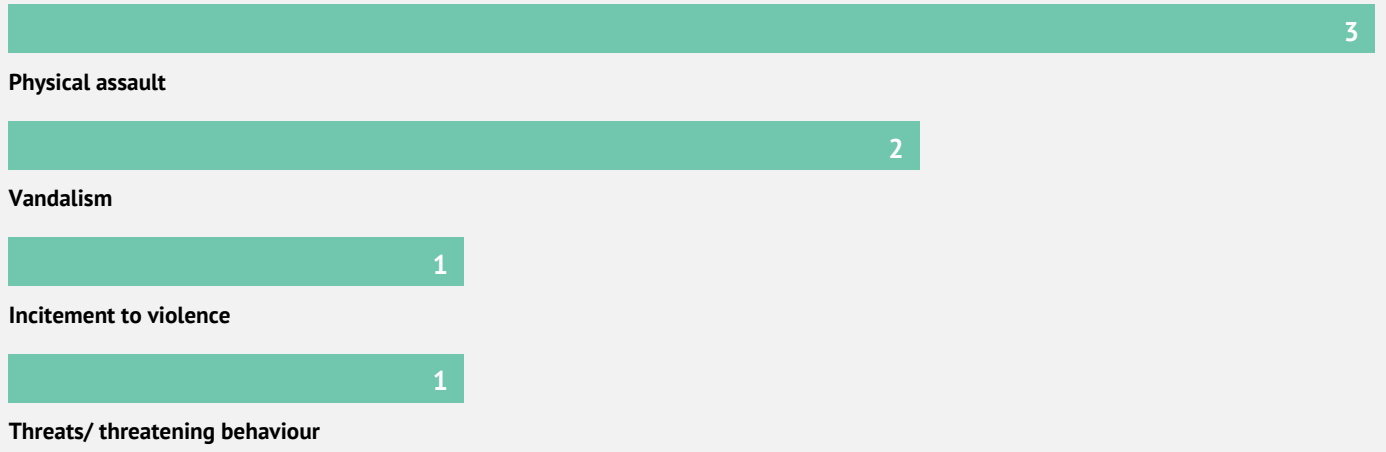 3
Physical assault
2
Vandalism
1
Incitement to violence
1
Threats/ threatening behaviour